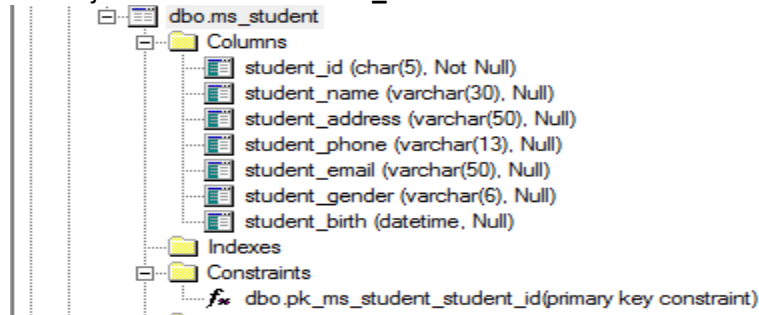 dbo.ms_student
Columns
student_id (char(5), Not Null)
student_name (varchar(30), Null)
student_address (varchar(50), Null)
student_phone (varchar(13), Null)
student_email (varchar(50), Null)
student_gender (varchar(6), Null)
student_birth (datetime, Null)
Indexes
Constraints
dbo.pk_ms_student_student_id(primary key constraint)